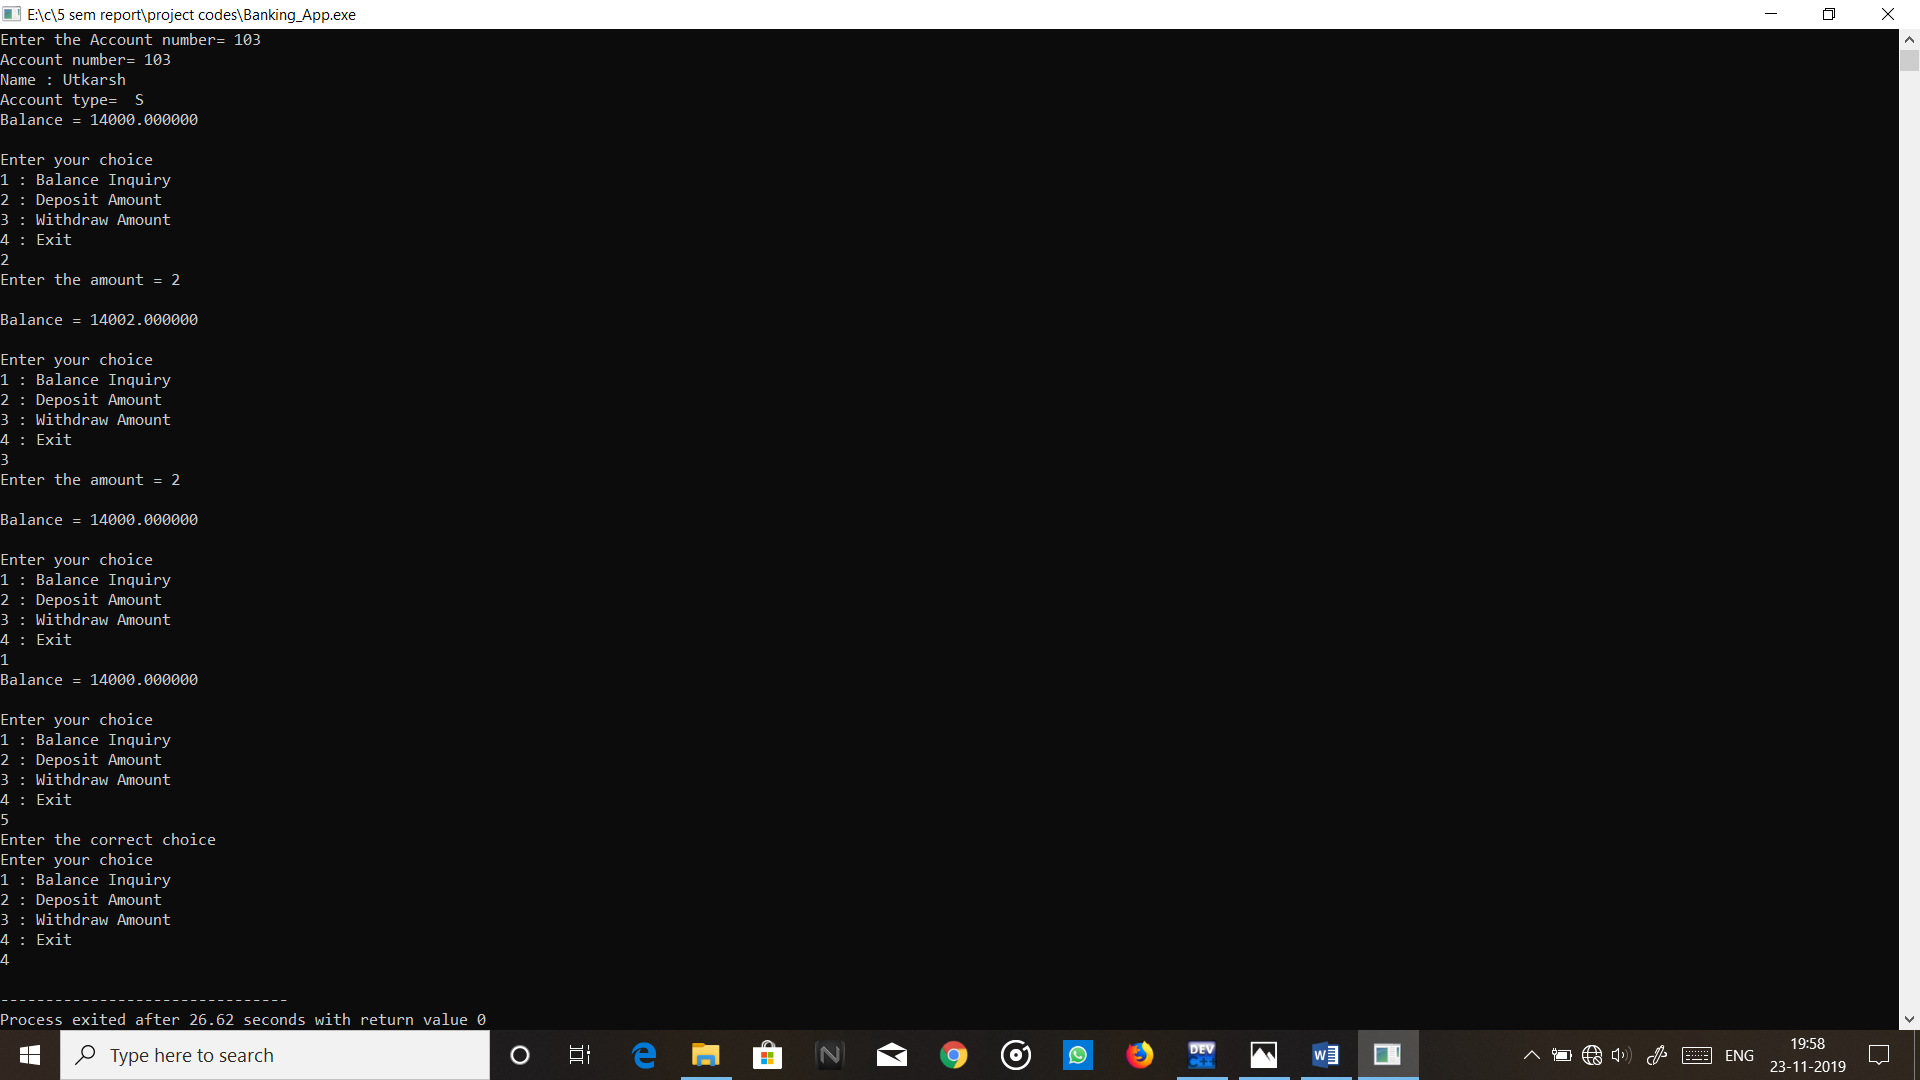 E:\c\5 sem report\project codes\Banking_App.exe
Enter the Account number= 103
Account number= 103
Name : Utkarsh
Account type=  S
Balance = 14000.000000
Enter your choice
1 : Balance Inquiry
2 : Deposit Amount
3 : Withdraw Amount
4 : Exit
2
Enter the amount = 2
Balance = 14002.000000
Enter your choice
1 : Balance Inquiry
2 : Deposit Amount
3 : Withdraw Amount
4 : Exit
3
Enter the amount = 2
Balance = 14000.000000
Enter your choice
1 : Balance Inquiry
2 : Deposit Amount
3 : Withdraw Amount
4 : Exit
1
Balance = 14000.000000
Enter your choice
1 : Balance Inquiry
2 : Deposit Amount
3 : Withdraw Amount
4 : Exit
5
Enter the correct choice
Enter your choice
1 : Balance Inquiry
2 : Deposit Amount
3 : Withdraw Amount
4 : Exit
4
--------------------------------
Process exited after 26.62 seconds with return value 0
Type here to search
DEV
C++
ENG
19:58
23-11-2019